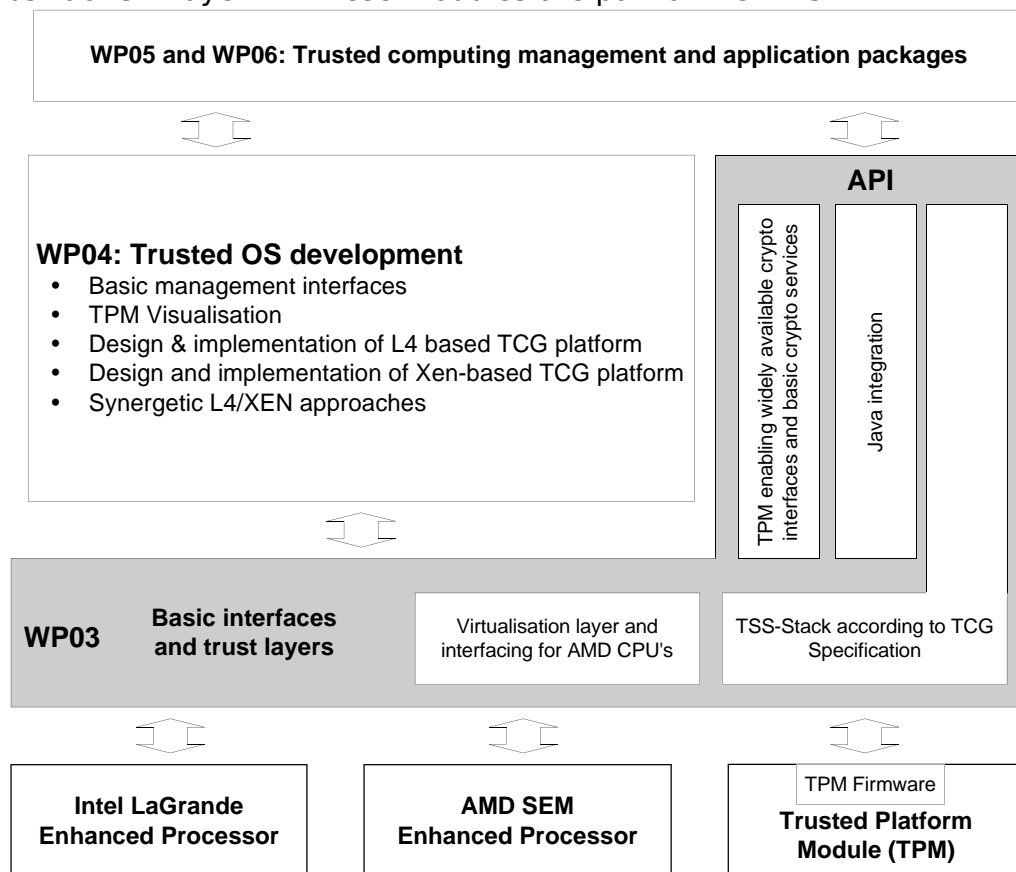 WP05 and WP06: Trusted computing management and application packages
API
WP04: Trusted OS development
• Basic management interfaces
• TPM Visualisation
• Design & implementation of L4 based TCG platform
• Design and implementation of Xen-based TCG platform
• Synergetic L4/XEN approaches
TPM enabling widely available crypto
interfaces and basic crypto services
Java integration
WP03
Basic interfaces
and trust layers
Virtualisation layer and
interfacing for AMD CPU's
TSS-Stack according to TCG
Specification
Intel LaGrande
Enhanced Processor
AMD SEM
Enhanced Processor
TPM Firmware
Trusted Platform
Module (TPM)